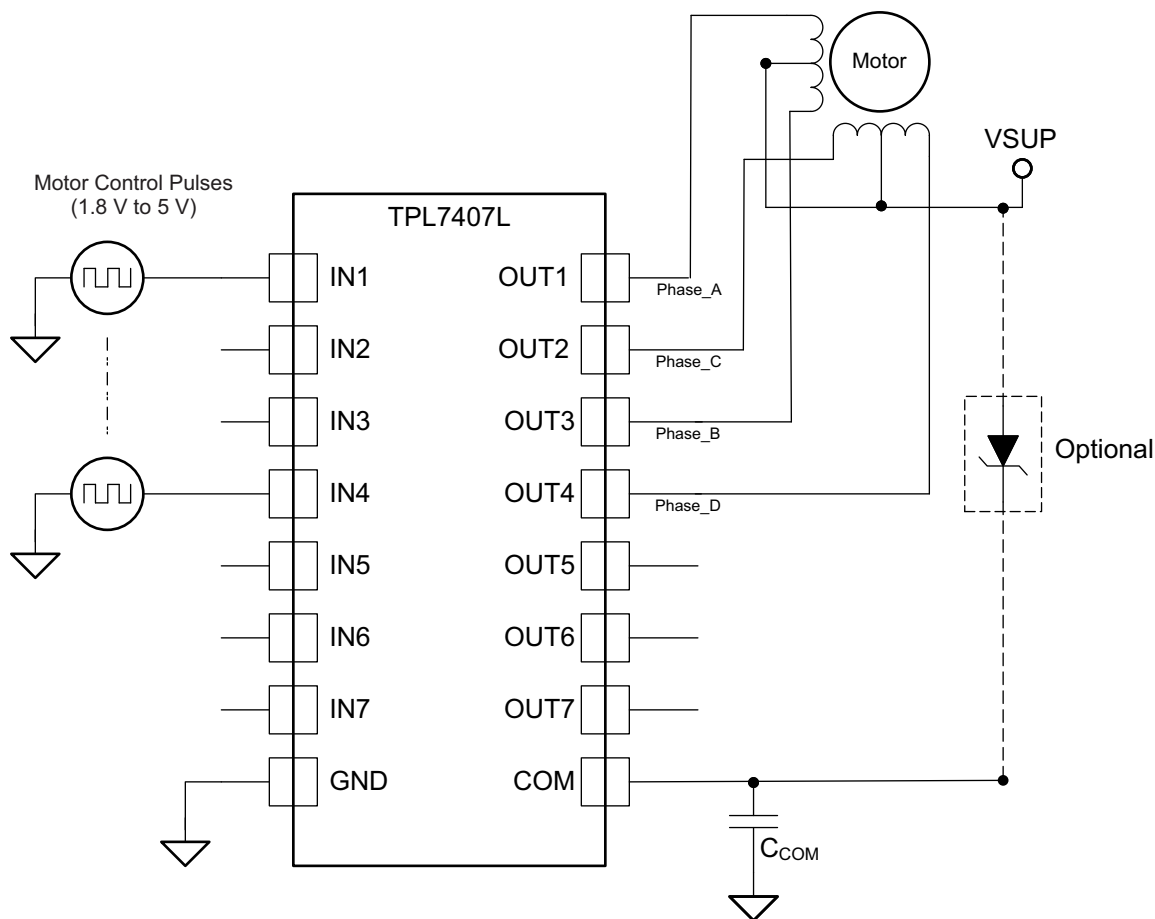 Motor
VSUP
Motor Control Pulses
(1.8 V to 5 V)
TPL7407L
IN1
OUT1
Phase_A
IN2
OUT2
Phase_C
IN3
OUT3
Phase_B
Optional
IN4
OUT4
Phase_D
IN5
OUT5
IN6
OUT6
IN7
OUT7
GND
COM
CCOM